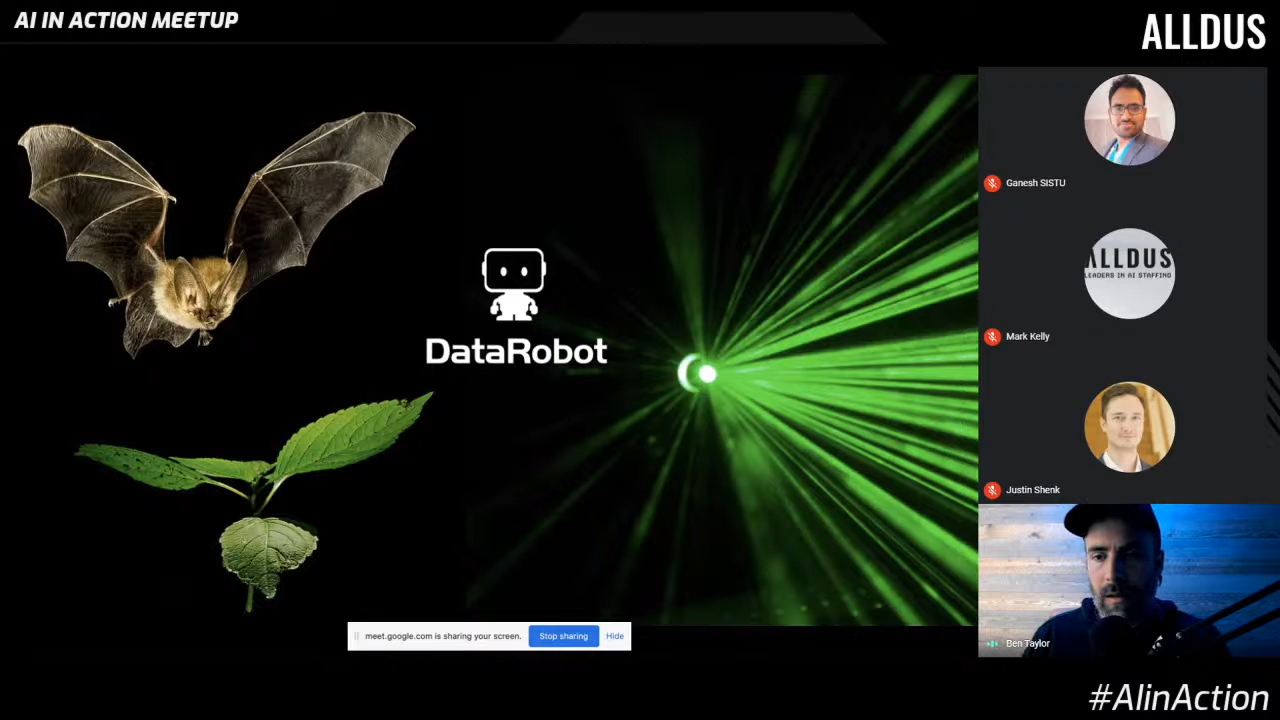 AI IN ACTION MEETUP
ALLDUS
DataRobot
Ganesh SISTU
ALLDUS
LEADERS IN AI STAFFING
Mark Kelly
Justin Shenk
meet.google.com is sharing your screen. Stop sharing Hide
Ben Taylor
#AIinAction